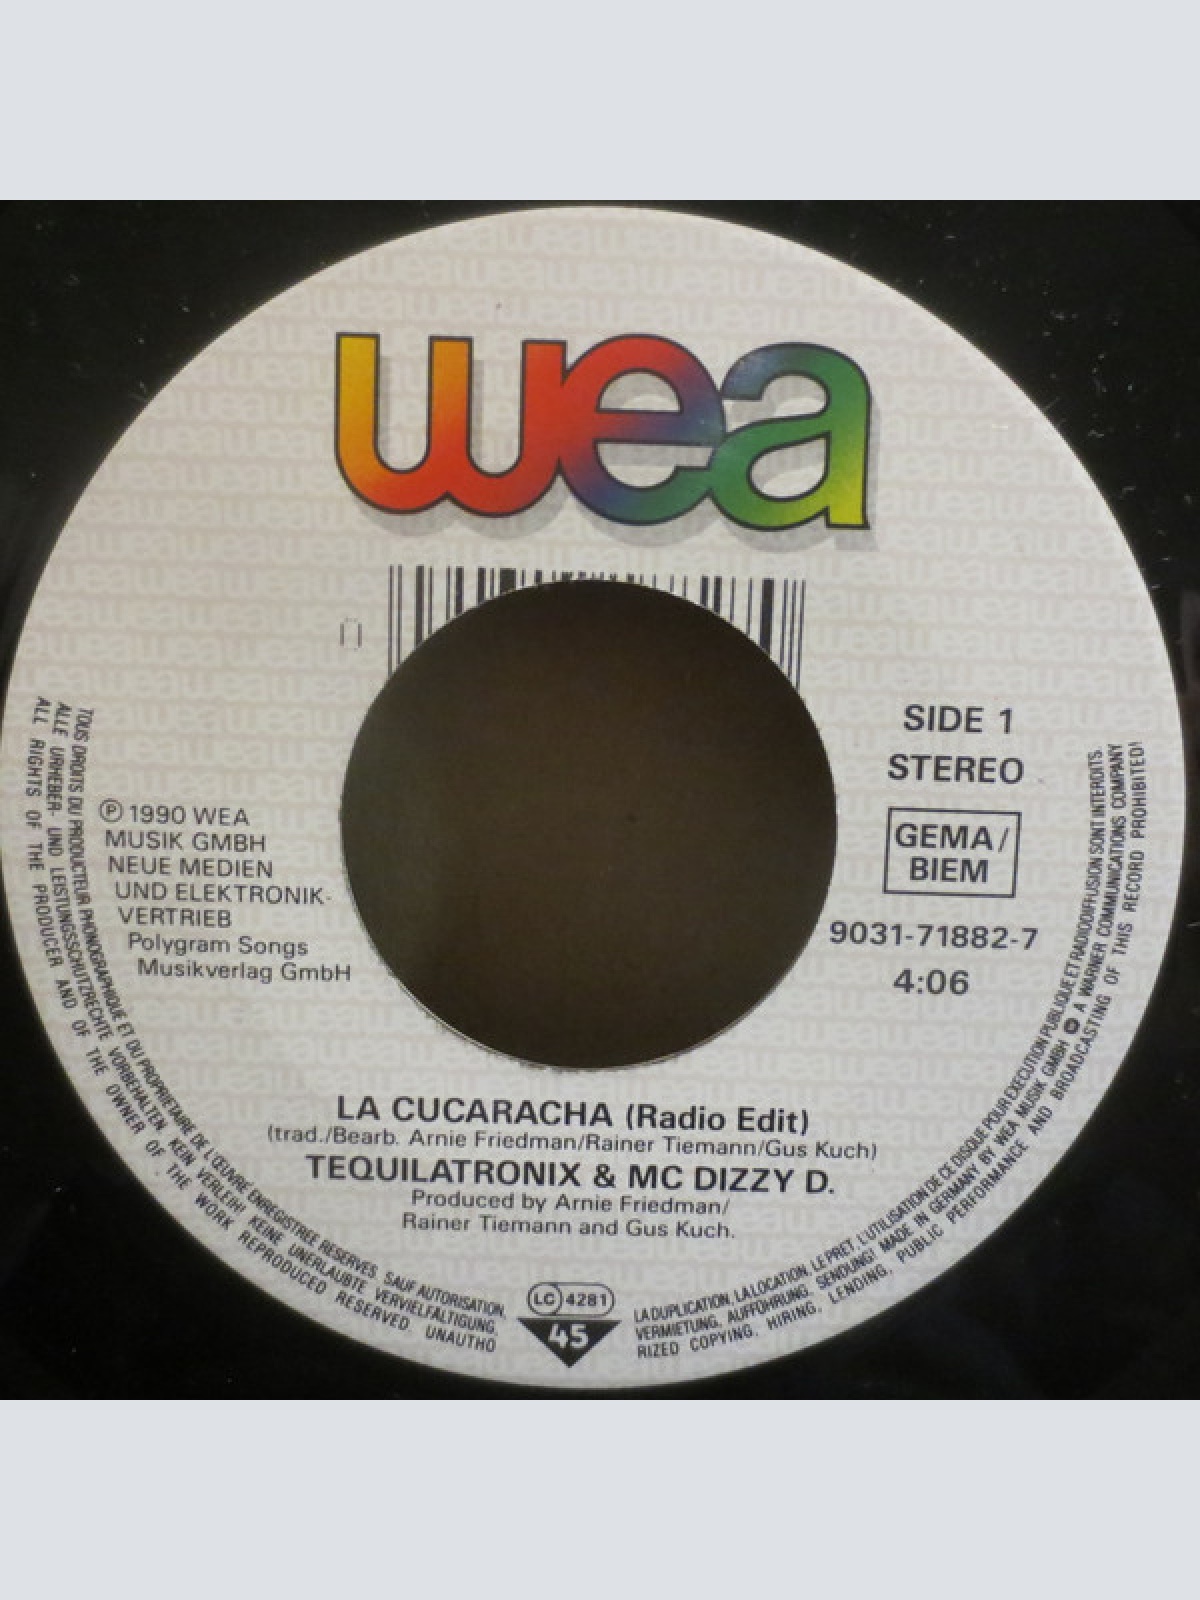 wea
SIDE 1
STEREO
GEMA/
BIEM
9031-71882-7
4:06
℗ 1990 WEA
MUSIK GMBH
NEUE MEDIEN
UND ELEKTRONIK-
VERTRIEB
Polygram Songs
Musikverlag GmbH
LA CUCARACHA (Radio Edit)
(trad./Bearb. Arnie Friedman/Rainer Tiemann/Gus Kuch)
TEQUILATRONIX & MC DIZZY D.
Produced by Arnie Friedman/
Rainer Tiemann and Gus Kuch.
LC 4281
45
TOUS DROITS DU PRODUCTEUR PHONOGRAPHIQUE ET DU PROPRIETAIRE DE L'ŒUVRE ENREGISTREE RESERVES. SAUF AUTORISATION, LA DUPLICATION, LA LOCATION, LE PRET, L'UTILISATION DE CE DISQUE POUR EXECUTION PUBLIQUE ET RADIODIFFUSION SONT INTERDITS.
ALLE URHEBER- UND LEISTUNGSSCHUTZRECHTE VORBEHALTEN. KEIN VERLEIH! KEINE UNERLAUBTE VERVIELFÄLTIGUNG, VERMIETUNG, AUFFÜHRUNG, SENDUNG! MADE IN GERMANY BY WEA MUSIK GMBH A WARNER COMMUNICATIONS COMPANY
ALL RIGHTS OF THE PRODUCER AND OF THE OWNER OF THE WORK REPRODUCED RESERVED. UNAUTHORIZED COPYING, HIRING, LENDING, PUBLIC PERFORMANCE AND BROADCASTING OF THIS RECORD PROHIBITED!